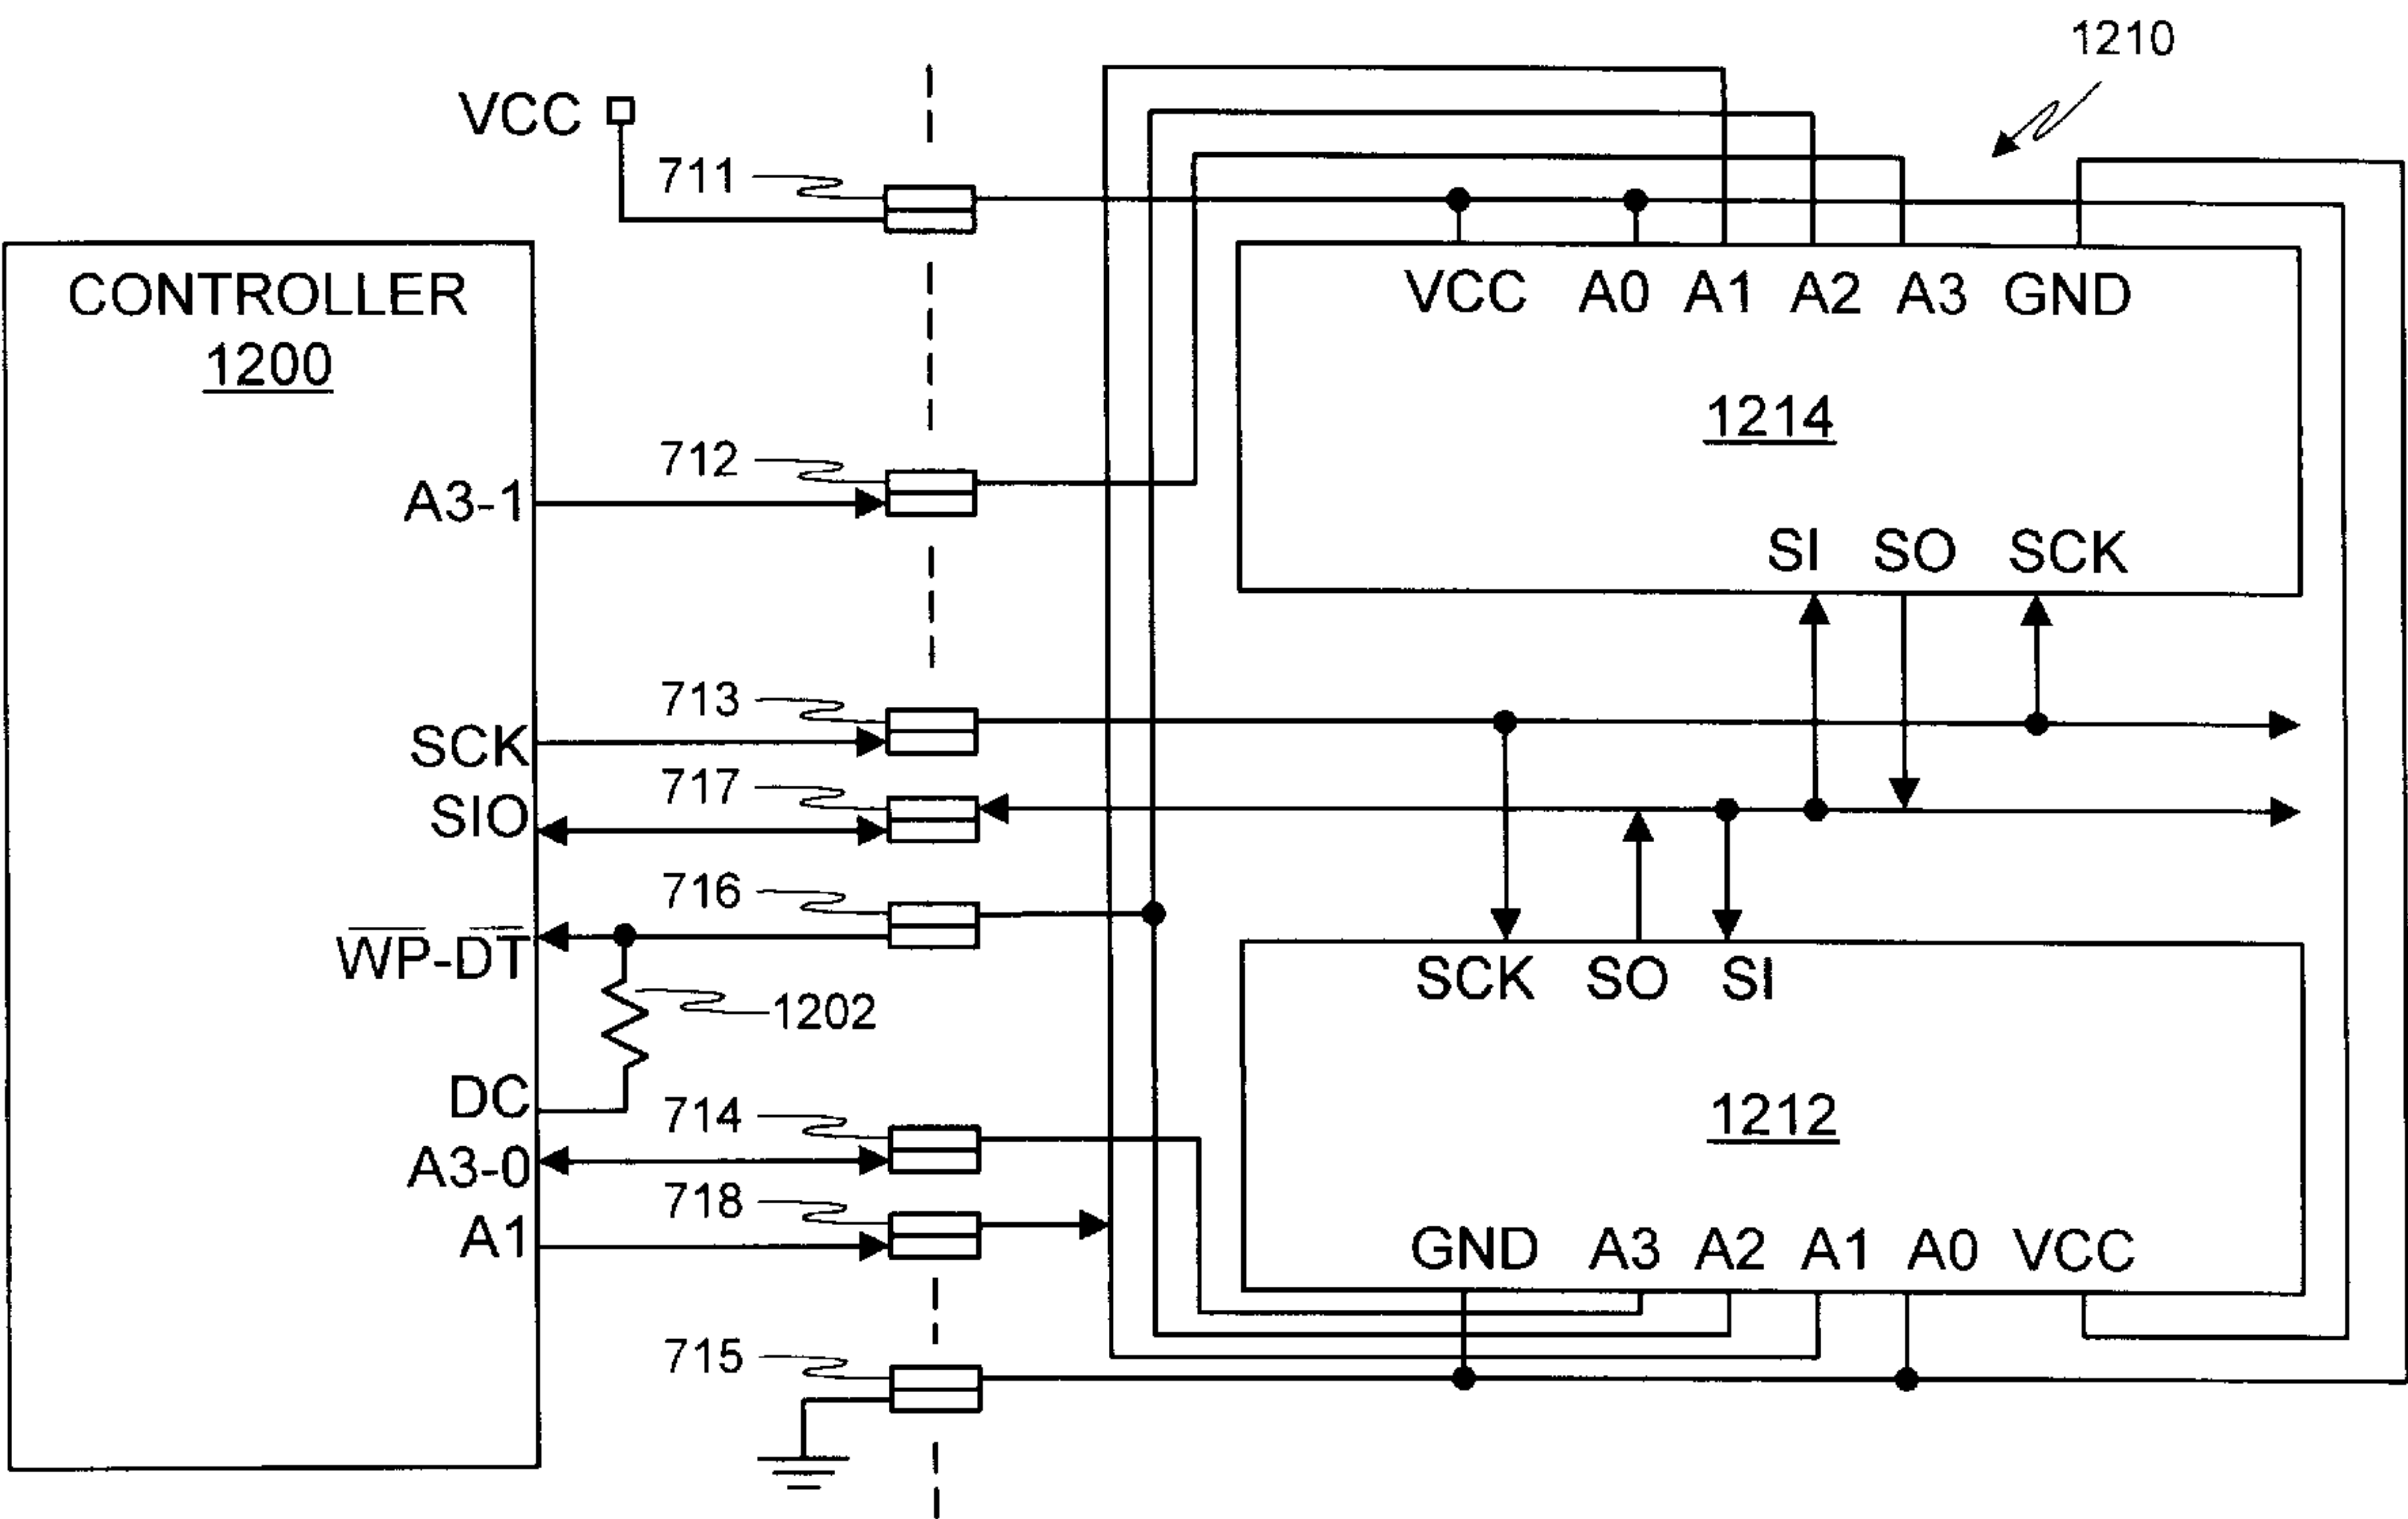 1210
VCC
711
CONTROLLER
1200
VCC A0 A1 A2 A3 GND
1214
712
A3-1
SI SO SCK
713
SCK
717
SIO
716
W̅P̅-D̅T̅
SCK SO SI
1202
DC
714
1212
A3-0
718
A1
GND A3 A2 A1 A0 VCC
715